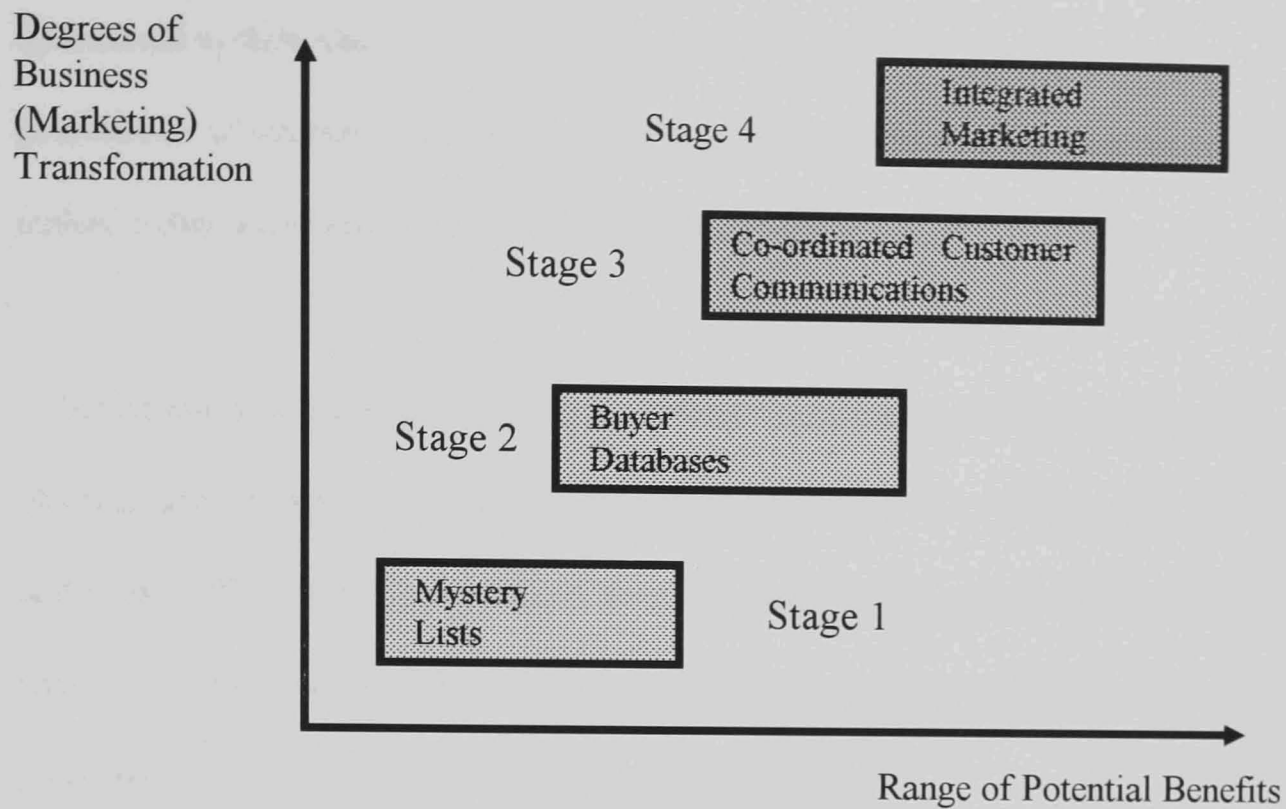 Degrees of
Business
(Marketing)
Transformation
Stage 4
Integrated
Marketing
Stage 3
Co-ordinated Customer
Communications
Stage 2
Buyer
Databases
Mystery
Lists
Stage 1
Range of Potential Benefits